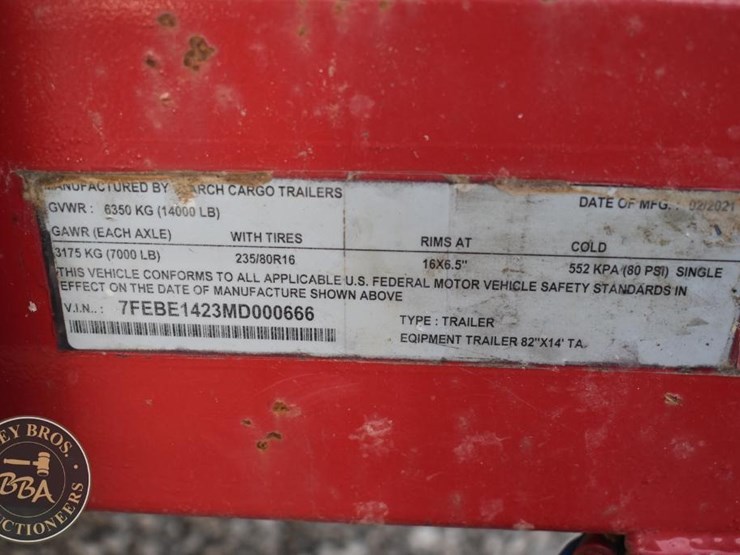 MANUFACTURED BY ARCH CARGO TRAILERS
DATE OF MFG. : 02/2021
GVWR : 6350 KG (14000 LB)
GAWR (EACH AXLE) WITH TIRES RIMS AT COLD
3175 KG (7000 LB) 235/80R16 16X6.5" 552 KPA (80 PSI) SINGLE
THIS VEHICLE CONFORMS TO ALL APPLICABLE U.S. FEDERAL MOTOR VEHICLE SAFETY STANDARDS IN
EFFECT ON THE DATE OF MANUFACTURE SHOWN ABOVE
V.I.N.. : 7FEBE1423MD000666
TYPE : TRAILER
EQIPMENT TRAILER 82"X14' TA
EY BROS.
BBA
CTIONEERS